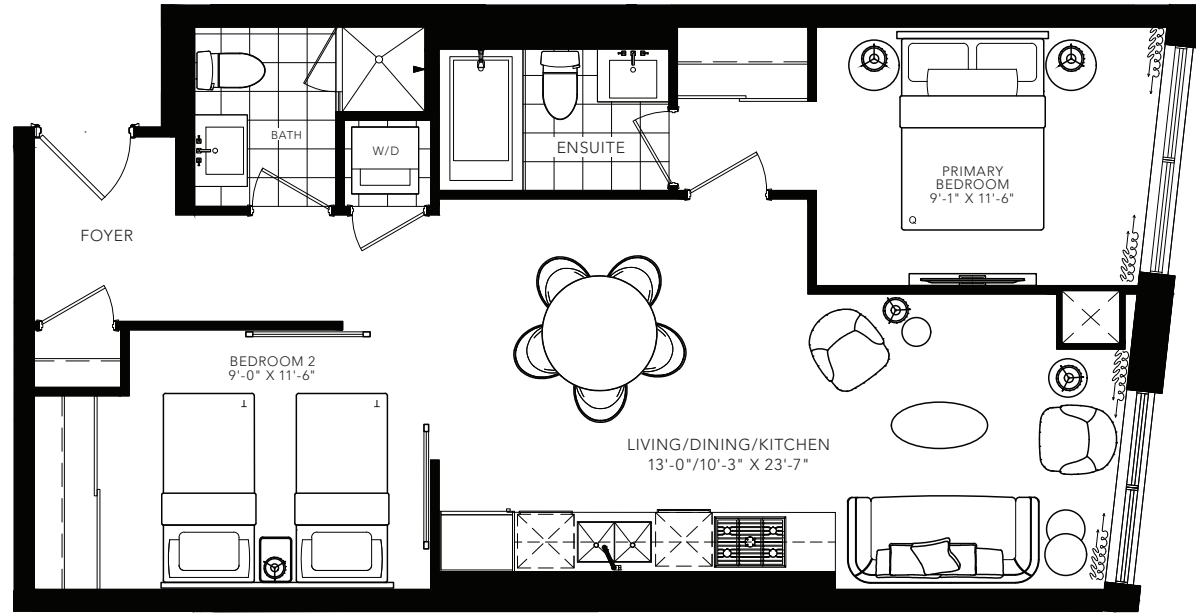 BATH
W/D
ENSUITE
PRIMARY
BEDROOM
9'-1" X 11'-6"
Q
FOYER
BEDROOM 2
9'-0" X 11'-6"
T
T
LIVING/DINING/KITCHEN
13'-0"/10'-3" X 23'-7"